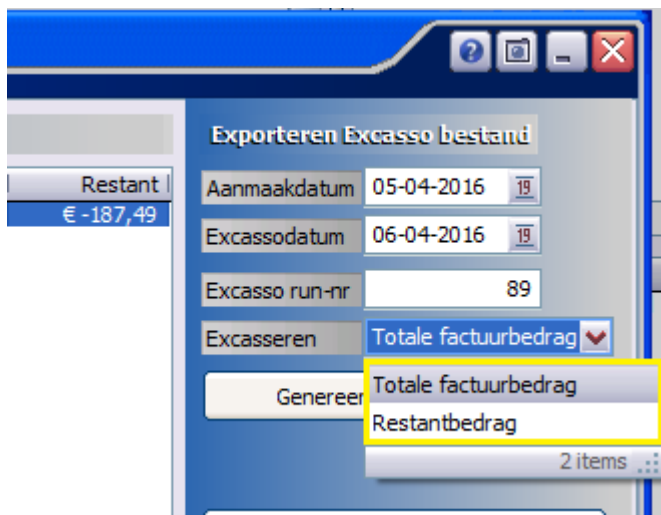 Exporteren Excasso bestand
Restant
€ -187,49
Aanmaakdatum 05-04-2016 19
Excassodatum 06-04-2016 19
Excasso run-nr 89
Excasseren Totale factuurbedrag
Totale factuurbedrag
Restantbedrag
2 items